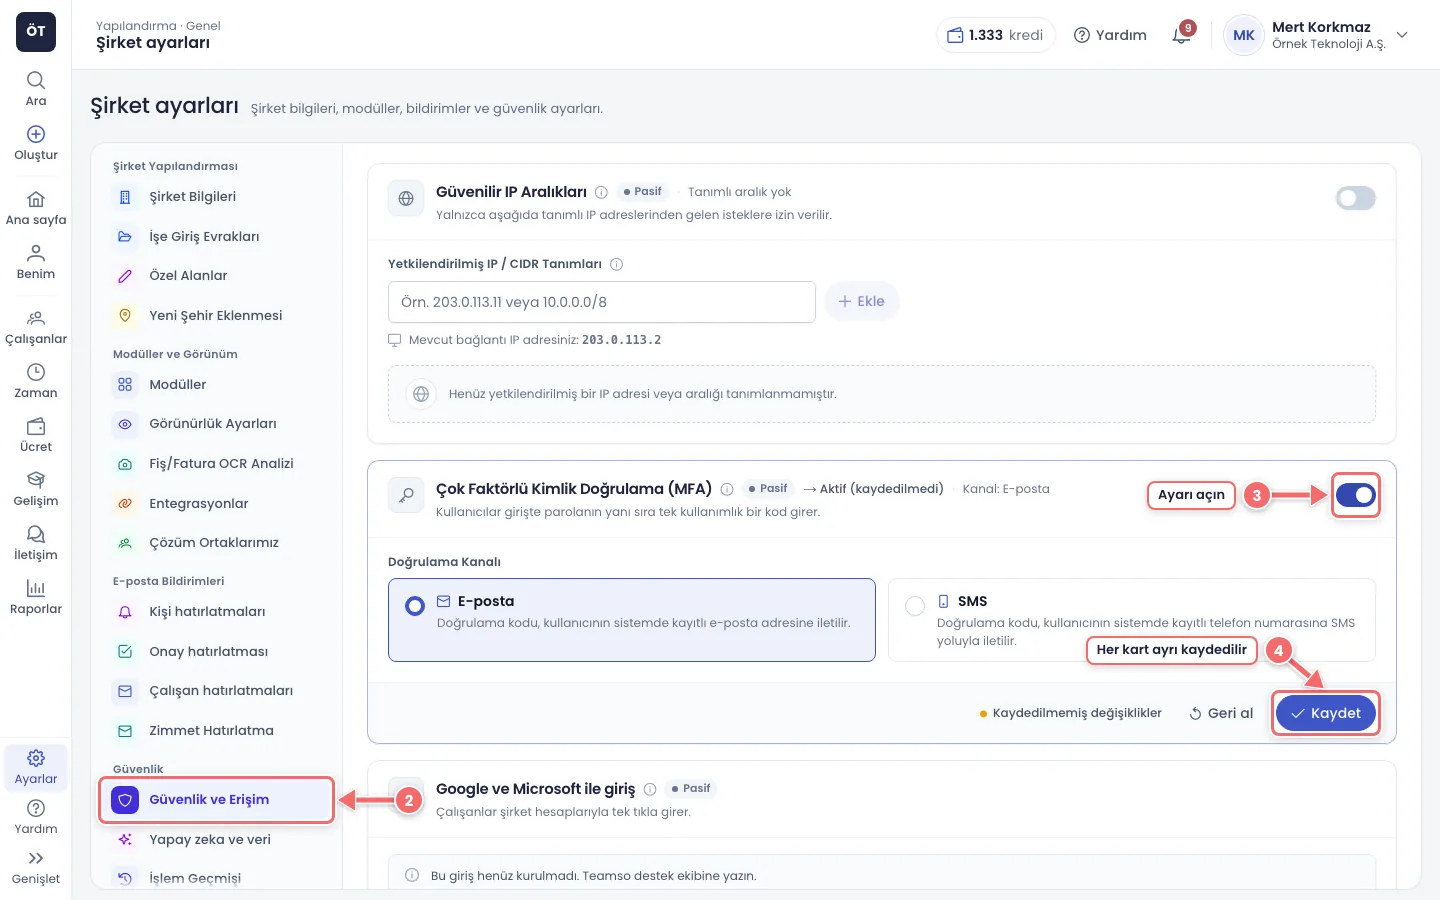 ÖT
Ara
Oluştur
Ana sayfa
Benim
Çalışanlar
Zaman
Ücret
Gelişim
İletişim
Raporlar
Ayarlar
Yardım
Genişlet
Yapılandırma · Genel
Şirket ayarları
1.333 kredi
Yardım
9
MK
Mert Korkmaz
Örnek Teknoloji A.Ş.
Şirket ayarları
Şirket bilgileri, modüller, bildirimler ve güvenlik ayarları.
Şirket Yapılandırması
Şirket Bilgileri
İşe Giriş Evrakları
Özel Alanlar
Yeni Şehir Eklenmesi
Modüller ve Görünüm
Modüller
Görünürlük Ayarları
Fiş/Fatura OCR Analizi
Entegrasyonlar
Çözüm Ortaklarımız
E-posta Bildirimleri
Kişi hatırlatmaları
Onay hatırlatması
Çalışan hatırlatmaları
Zimmet Hatırlatma
Güvenlik
Güvenlik ve Erişim
2
Yapay zeka ve veri
İşlem Geçmişi
Güvenilir IP Aralıkları
Pasif · Tanımlı aralık yok
Yalnızca aşağıda tanımlı IP adreslerinden gelen isteklere izin verilir.
Yetkilendirilmiş IP / CIDR Tanımları
Örn. 203.0.113.11 veya 10.0.0.0/8
+ Ekle
Mevcut bağlantı IP adresiniz: 203.0.113.2
Henüz yetkilendirilmiş bir IP adresi veya aralığı tanımlanmamıştır.
Çok Faktörlü Kimlik Doğrulama (MFA)
Pasif → Aktif (kaydedilmedi) · Kanal: E-posta
Kullanıcılar girişte parolanın yanı sıra tek kullanımlık bir kod girer.
Ayarı açın
3
Doğrulama Kanalı
E-posta
Doğrulama kodu, kullanıcının sistemde kayıtlı e-posta adresine iletilir.
SMS
Doğrulama kodu, kullanıcının sistemde kayıtlı telefon numarasına SMS
yoluyla iletilir.
Her kart ayrı kaydedilir
4
Kaydedilmemiş değişiklikler
Geri al
Kaydet
Google ve Microsoft ile giriş
Pasif
Çalışanlar şirket hesaplarıyla tek tıkla girer.
Bu giriş henüz kurulmadı. Teamso destek ekibine yazın.